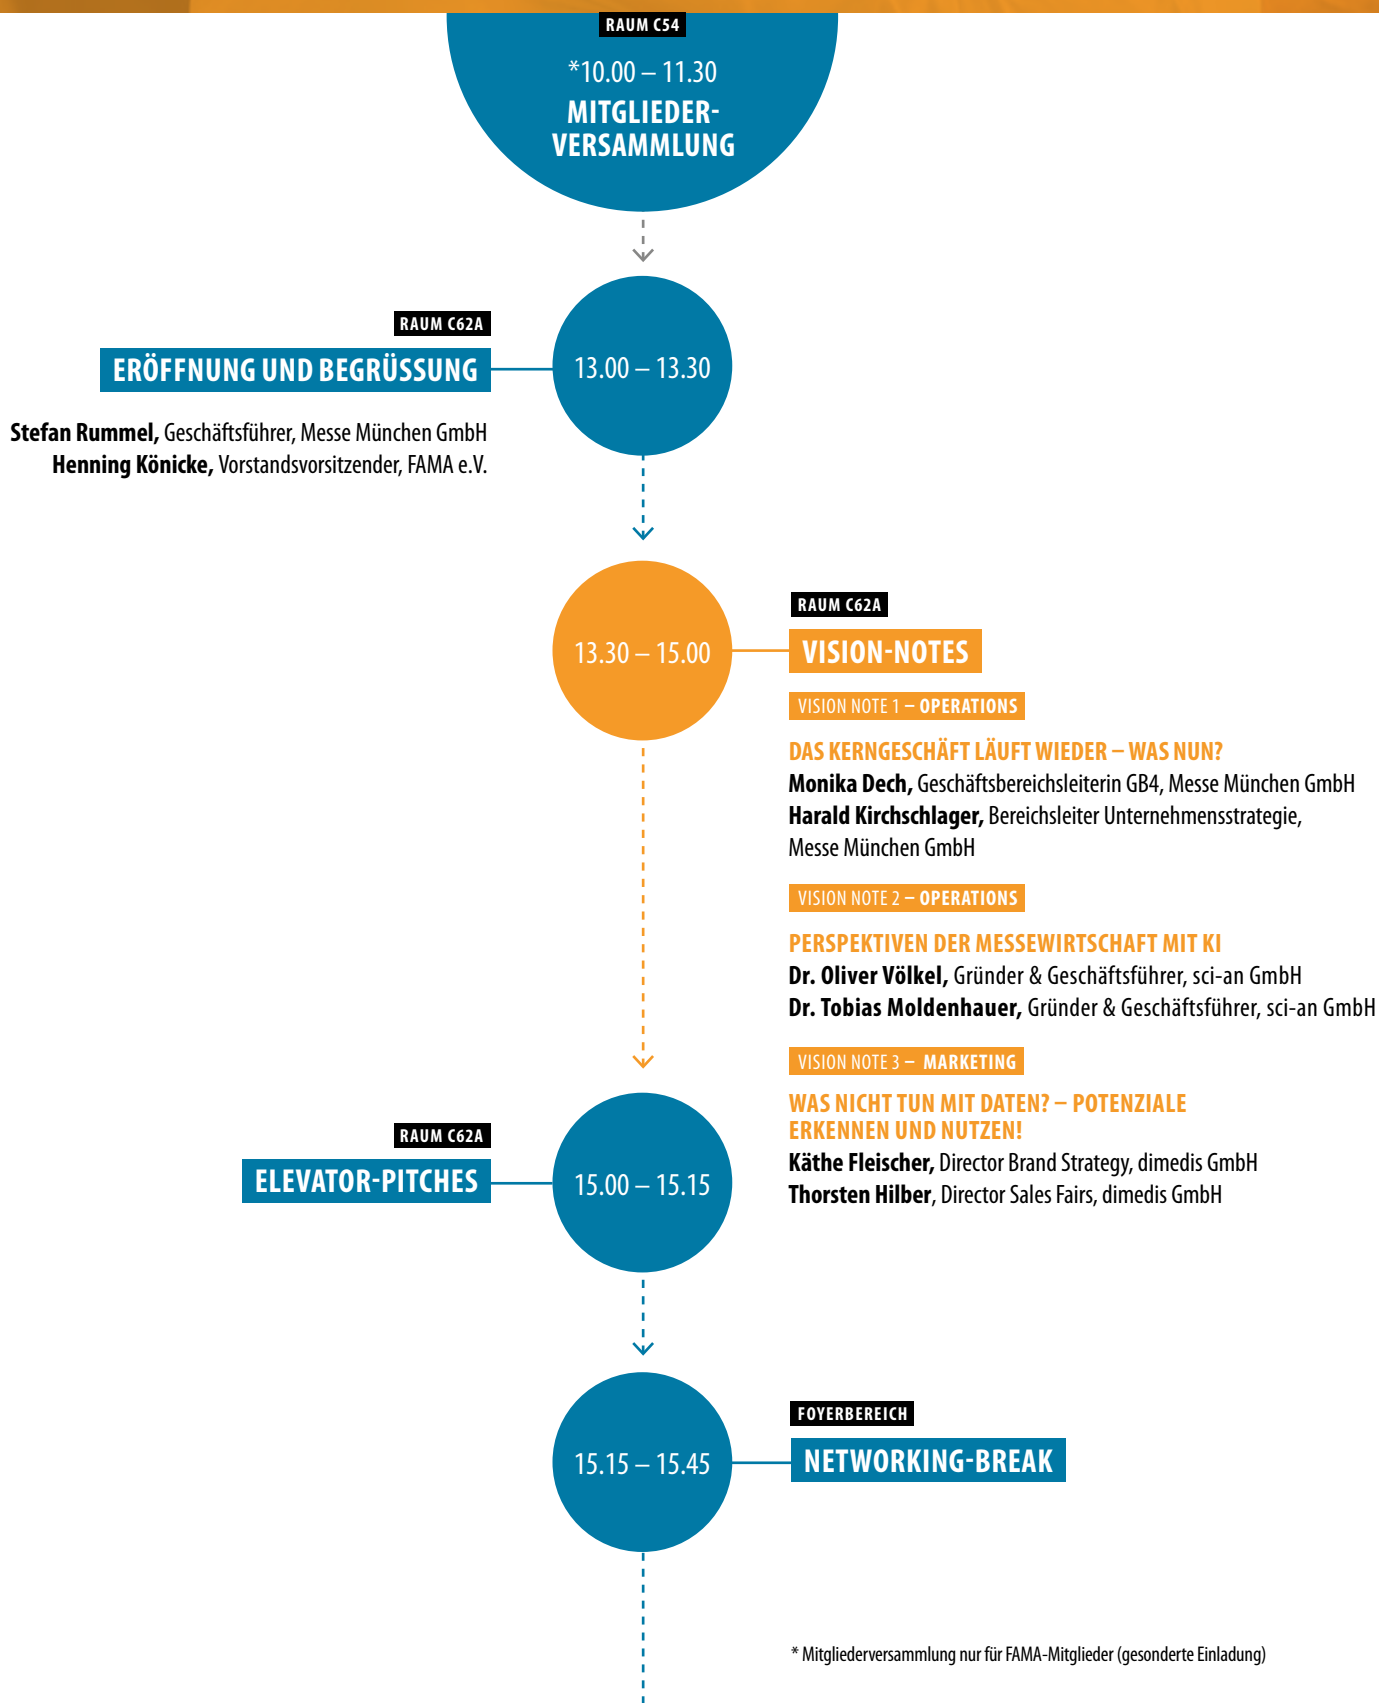 RAUM C54
*10.00 – 11.30
MITGLIEDER-
VERSAMMLUNG
RAUM C62A
ERÖFFNUNG UND BEGRÜSSUNG
13.00 – 13.30
Stefan Rummel, Geschäftsführer, Messe München GmbH
Henning Könicke, Vorstandsvorsitzender, FAMA e.V.
13.30 – 15.00
RAUM C62A
VISION-NOTES
VISION NOTE 1 – OPERATIONS
DAS KERNGESCHÄFT LÄUFT WIEDER – WAS NUN?
Monika Dech, Geschäftsbereichsleiterin GB4, Messe München GmbH
Harald Kirchschlager, Bereichsleiter Unternehmensstrategie,
Messe München GmbH
VISION NOTE 2 – OPERATIONS
PERSPEKTIVEN DER MESSEWIRTSCHAFT MIT KI
Dr. Oliver Völkel, Gründer & Geschäftsführer, sci-an GmbH
Dr. Tobias Moldenhauer, Gründer & Geschäftsführer, sci-an GmbH
VISION NOTE 3 – MARKETING
WAS NICHT TUN MIT DATEN? – POTENZIALE
ERKENNEN UND NUTZEN!
Käthe Fleischer, Director Brand Strategy, dimedis GmbH
Thorsten Hilber, Director Sales Fairs, dimedis GmbH
RAUM C62A
ELEVATOR-PITCHES
15.00 – 15.15
15.15 – 15.45
FOYERBEREICH
NETWORKING-BREAK
* Mitgliederversammlung nur für FAMA-Mitglieder (gesonderte Einladung)